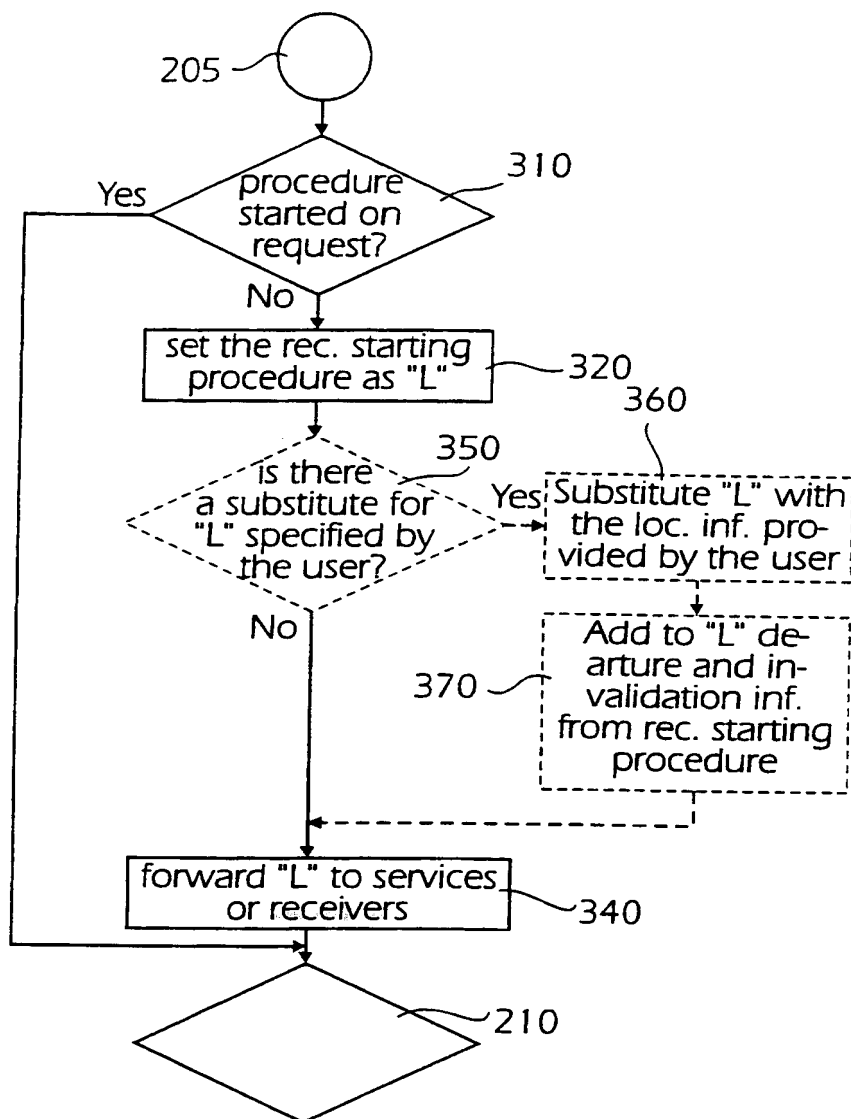 205
310
Yes
procedure
started on
request?
No
set the rec. starting
procedure as "L"
320
350
is there
a substitute for
"L" specified by
the user?
Yes
No
360
Substitute "L" with
the loc. inf. pro-
vided by the user
370
Add to "L" de-
arture and in-
validation inf.
from rec. starting
procedure
forward "L" to services
or receivers
340
210